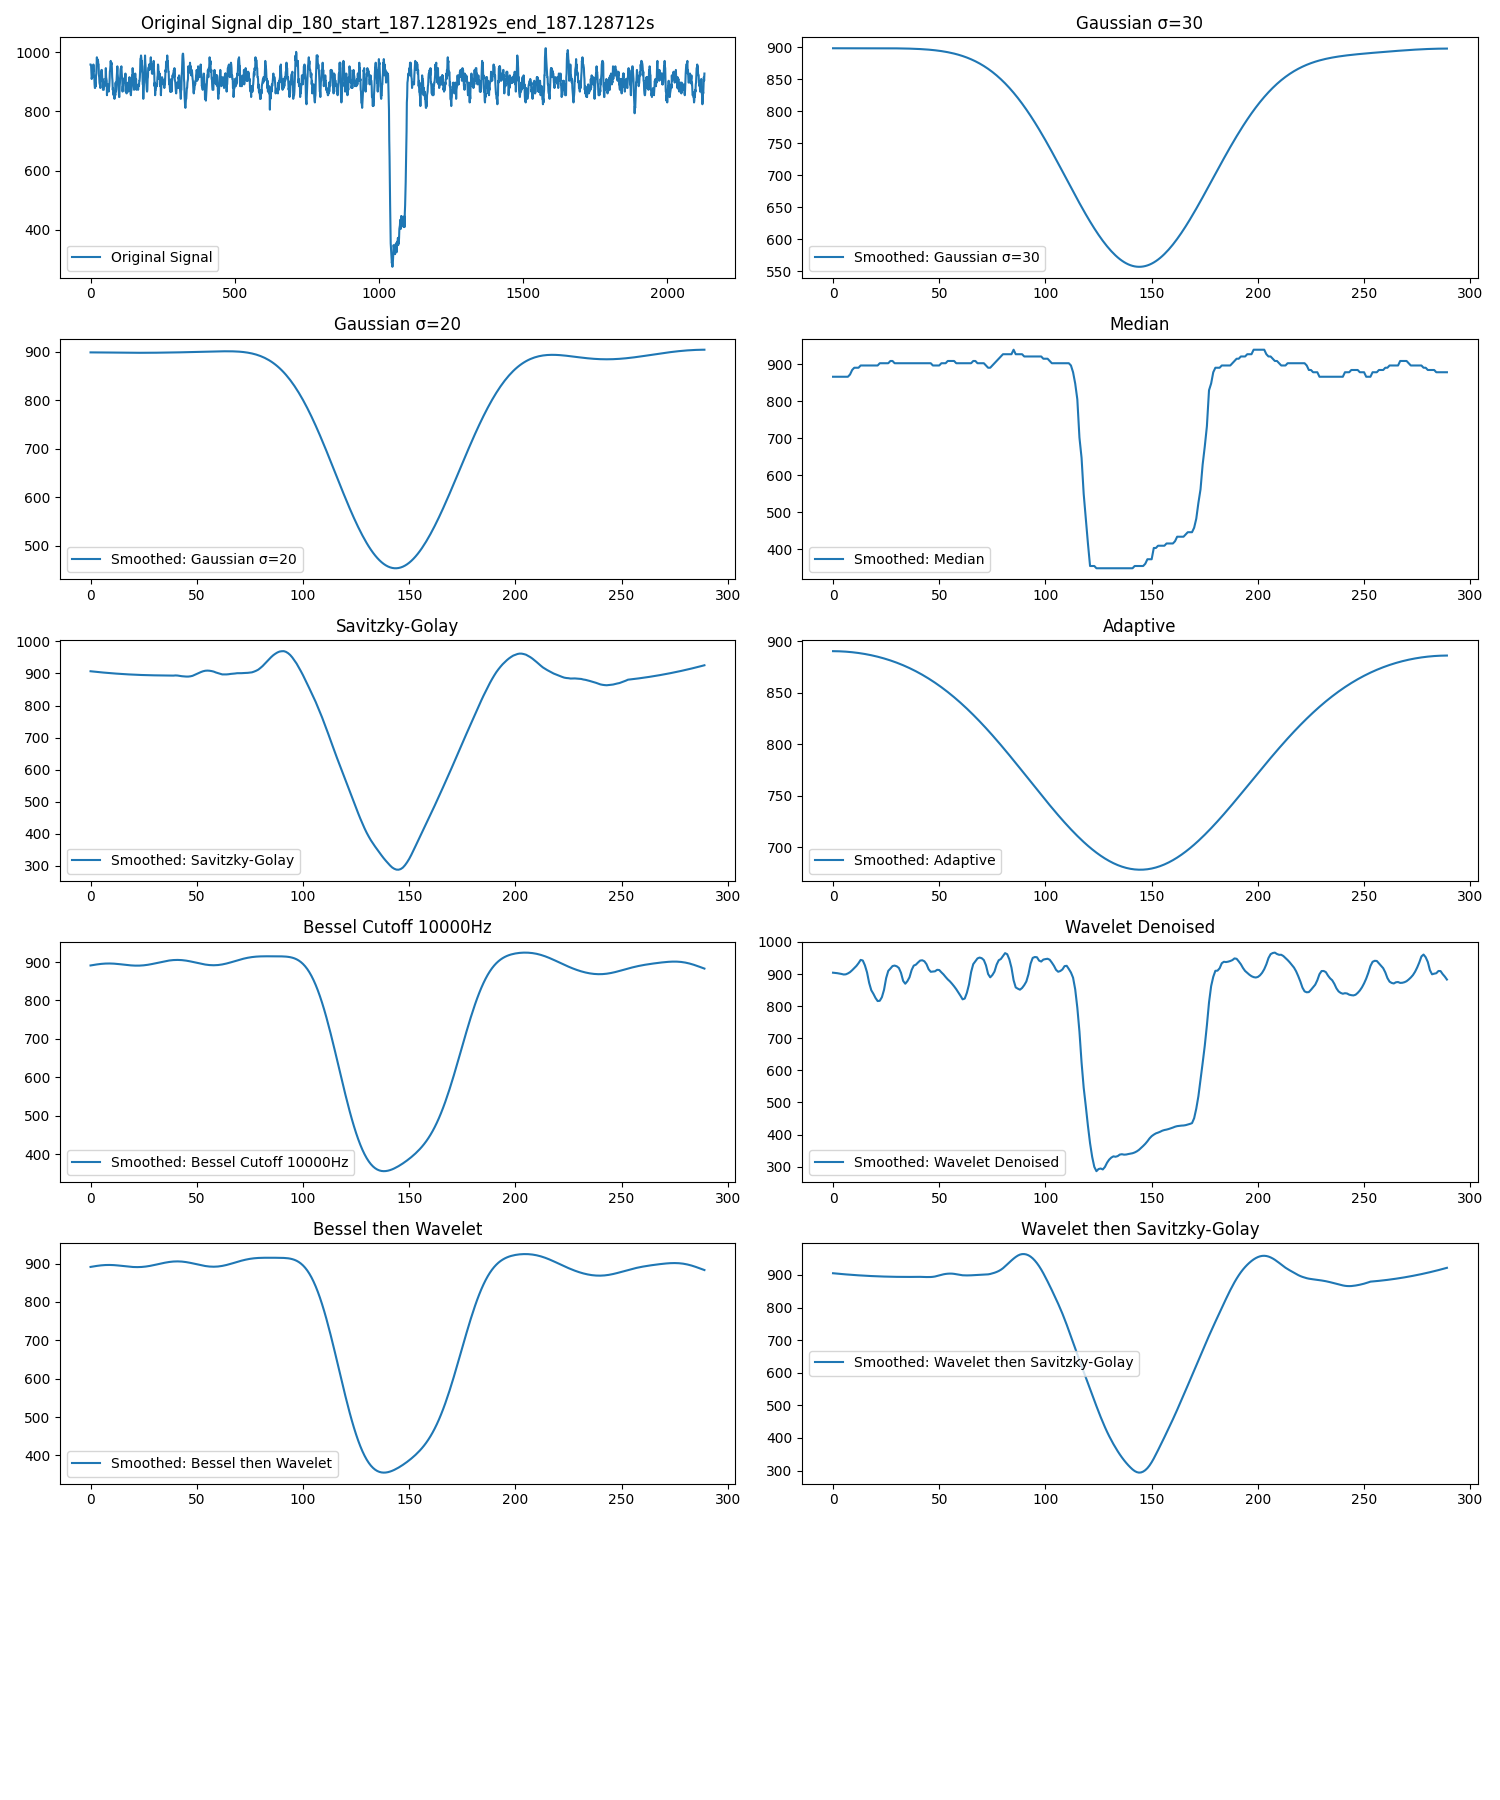 Original Signal dip_180_start_187.128192s_end_187.128712s
1000
800
600
400
Original Signal
0 500 1000 1500 2000
Gaussian σ=30
900
850
800
750
700
650
600
550
Smoothed: Gaussian σ=30
0 50 100 150 200 250 300
Gaussian σ=20
900
800
700
600
500
Smoothed: Gaussian σ=20
0 50 100 150 200 250 300
Median
900
800
700
600
500
400
Smoothed: Median
0 50 100 150 200 250 300
Savitzky-Golay
1000
900
800
700
600
500
400
300
Smoothed: Savitzky-Golay
0 50 100 150 200 250 300
Adaptive
900
850
800
750
700
Smoothed: Adaptive
0 50 100 150 200 250 300
Bessel Cutoff 10000Hz
900
800
700
600
500
400
Smoothed: Bessel Cutoff 10000Hz
0 50 100 150 200 250 300
Wavelet Denoised
1000
900
800
700
600
500
400
300
Smoothed: Wavelet Denoised
0 50 100 150 200 250 300
Bessel then Wavelet
900
800
700
600
500
400
Smoothed: Bessel then Wavelet
0 50 100 150 200 250 300
Wavelet then Savitzky-Golay
900
800
700
600
500
400
300
Smoothed: Wavelet then Savitzky-Golay
0 50 100 150 200 250 300